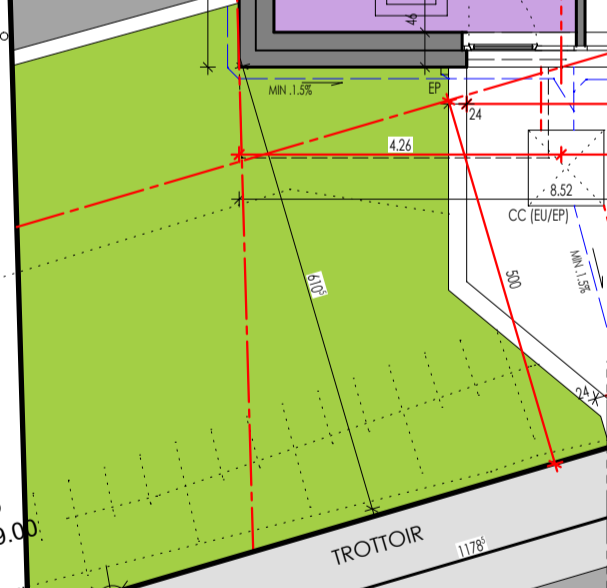 46
MIN .1.5%
EP
24
4.26
8.52
CC (EU/EP)
MIN .1.5%
610⁵
500
24
9.00
TROTTOIR
1178⁵